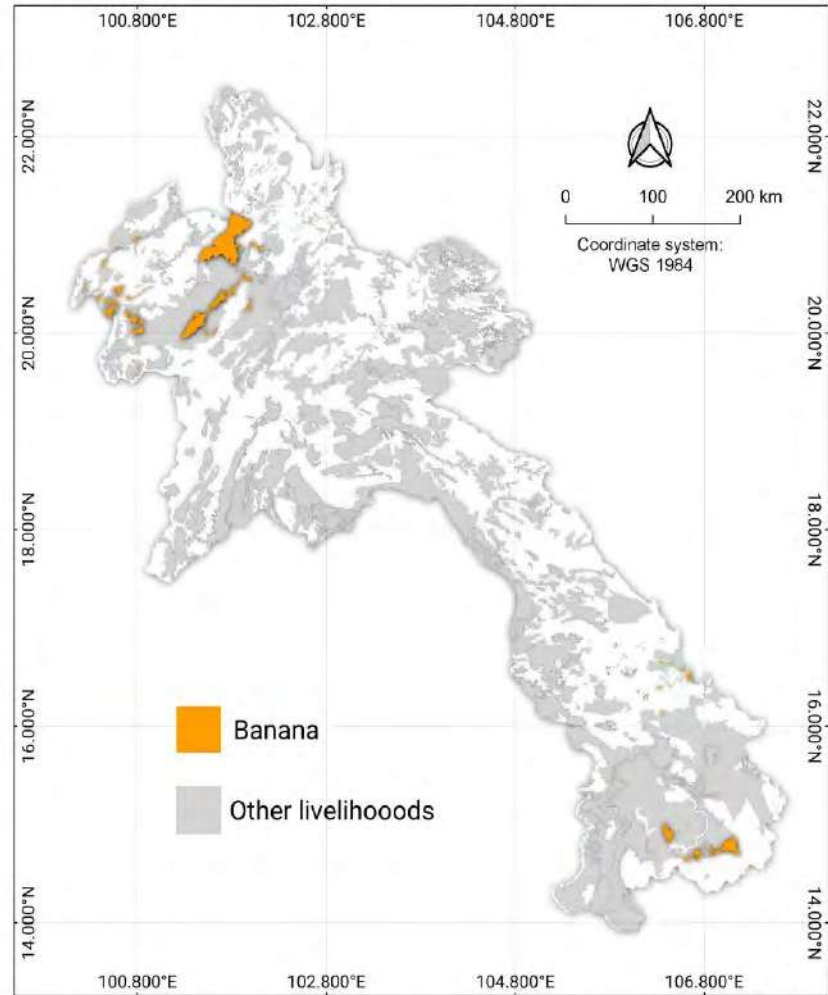 100.800°E 102.800°E 104.800°E 106.800°E
22.000°N 22.000°N
0 100 200 km
Coordinate system:
WGS 1984
20.000°N 20.000°N
18.000°N 18.000°N
16.000°N 16.000°N
Banana
Other livelihooods
14.000°N 14.000°N
100.800°E 102.800°E 104.800°E 106.800°E